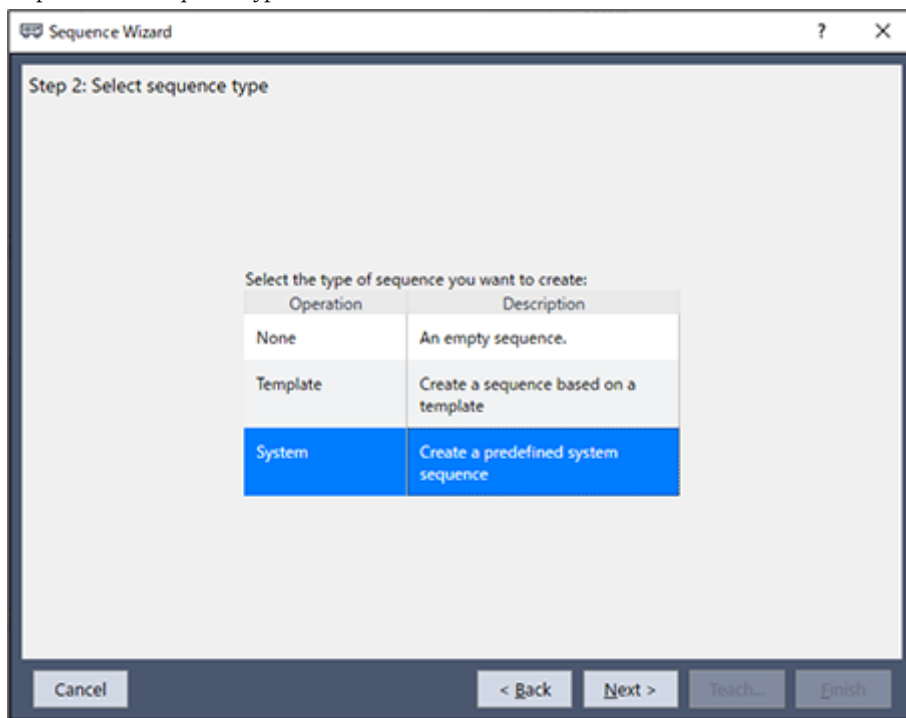 Sequence Wizard
?
Step 2: Select sequence type
Select the type of sequence you want to create:
Operation Description
None An empty sequence.
Template Create a sequence based on a
template
System Create a predefined system
sequence
Cancel < Back Next > Teach... Finish